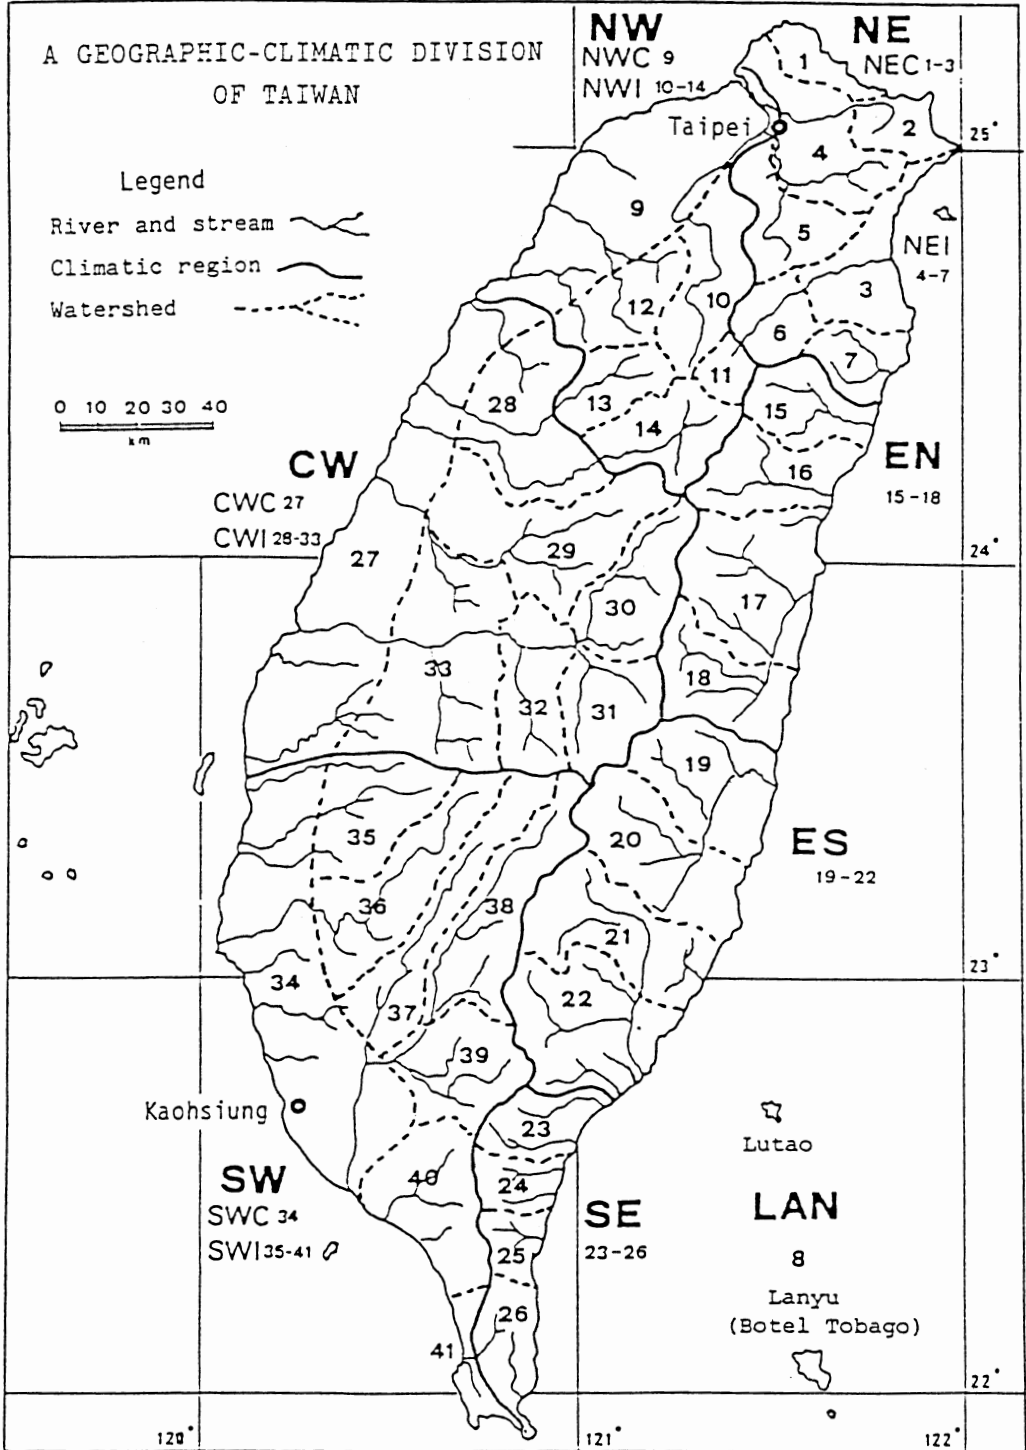 A GEOGRAPHIC-CLIMATIC DIVISION
OF TAIWAN
NW
NWC 9
NWI 10-14
NE
NEC 1-3
Legend
River and stream
Climatic region
Watershed
0 10 20 30 40
km
Taipei
1
2
25°
4
9
5
NEI
4-7
3
12
10
6
7
11
28
13
15
14
CW
CWC 27
CWI 28-33
16
EN
15-18
24°
27
29
30
17
33
18
32
31
19
35
20
ES
19-22
36
38
21
23°
34
22
37
39
Kaohsiung
23
Lutao
SW
SWC 34
SWI 35-41
40
24
SE
23-26
LAN
8
25
Lanyu
(Botel Tobago)
26
41
22°
120°
121°
122°